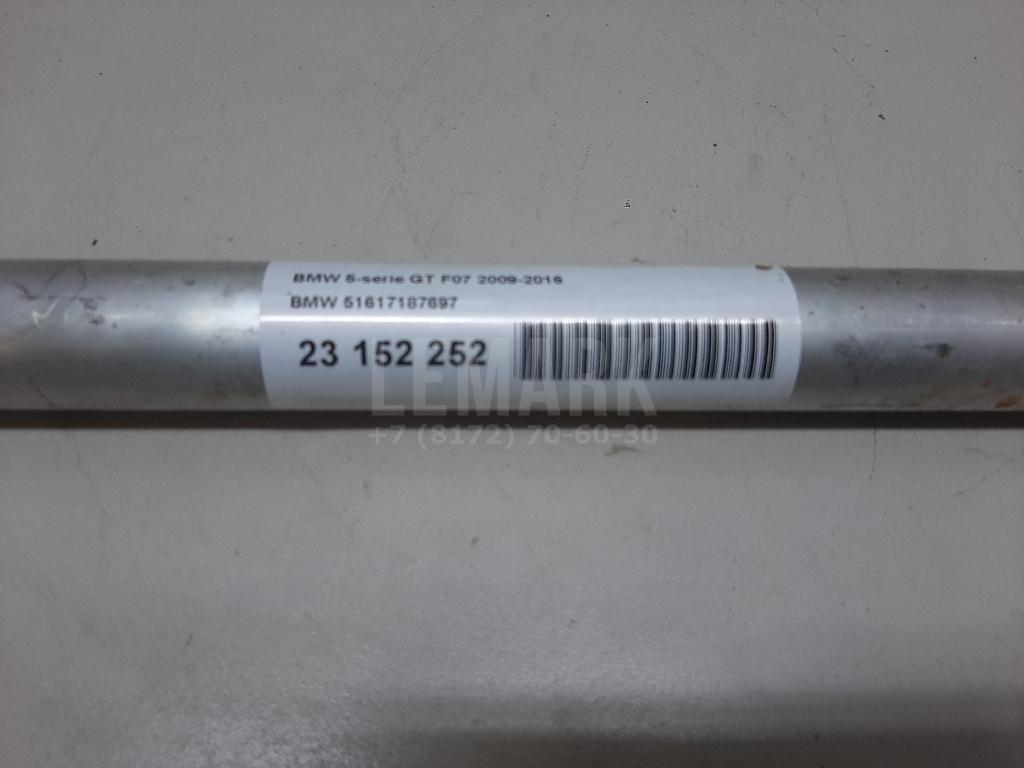 BMW 5-serie GT F07 2009-2016
BMW 51617187697
23 152 252
LEMARK
+7 (8172) 70-60-30